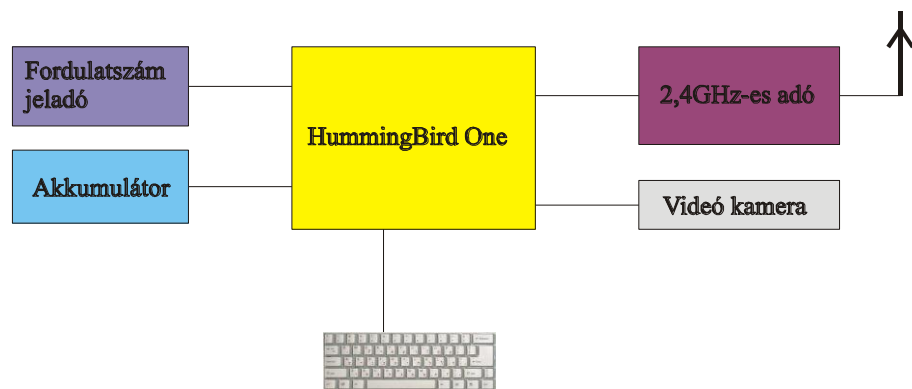 Fordulatszám
jeladó
HummingBird One
2,4GHz-es adó
Akkumulátor
Videó kamera